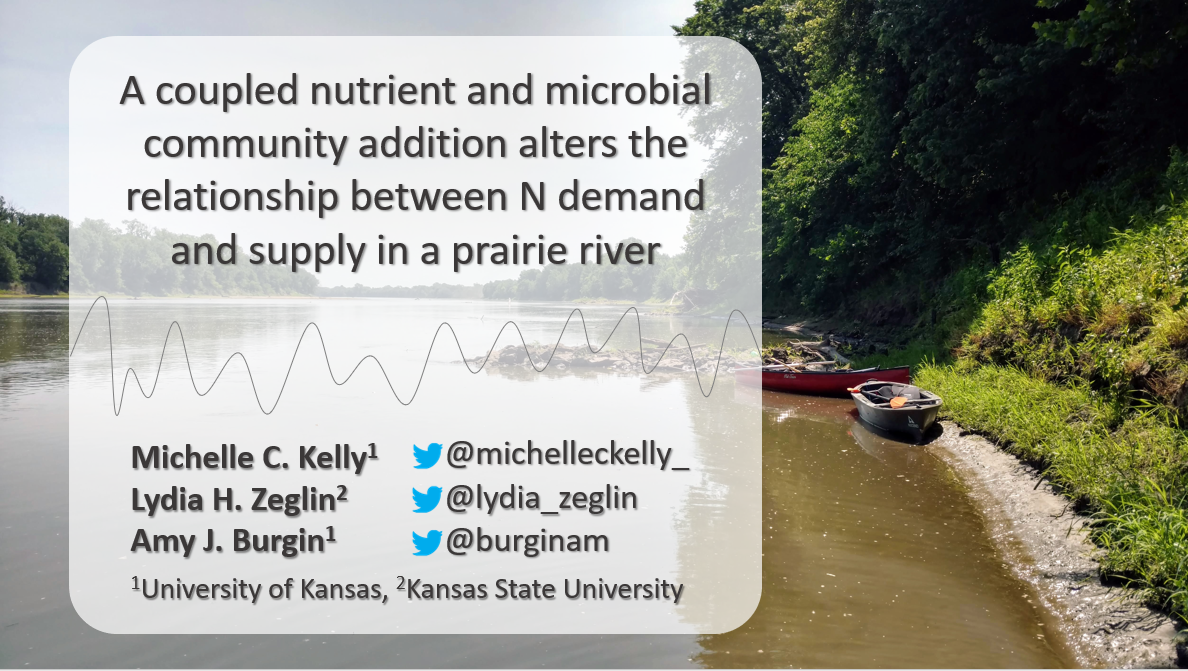 A coupled nutrient and microbial
community addition alters the
relationship between N demand
and supply in a prairie river
Michelle C. Kelly¹ @michelleckelly_
Lydia H. Zeglin² @lydia_zeglin
Amy J. Burgin¹ @burginam
¹University of Kansas, ²Kansas State University